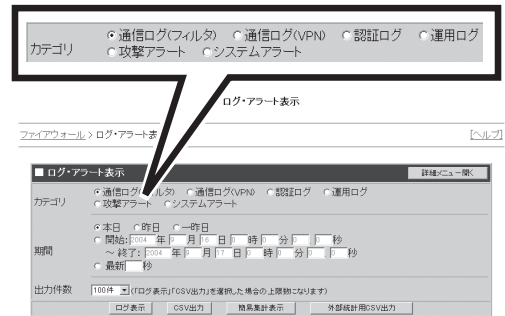 カテゴリ
通信ログ(フィルタ) 通信ログ(VPN) 認証ログ 運用ログ
攻撃アラート システムアラート
ログ・アラート表示
ファイアウォール > ログ・アラート表 [ヘルプ]
■ ログ・アラート表示 詳細メニュー開く
カテゴリ
通信ログ(フィルタ) 通信ログ(VPN) 認証ログ 運用ログ
攻撃アラート システムアラート
期間
本日 昨日 一昨日
開始: 2004 年 9 月 16 日 0 時 0 分 0 秒
~ 終了: 2004 年 9 月 17 日 0 時 0 分 0 秒
最新 秒
出力件数 100件 (「ログ表示」「CSV出力」を選択した場合の上限数になります)
ログ表示 CSV出力 簡易集計表示 外部統計用CSV出力